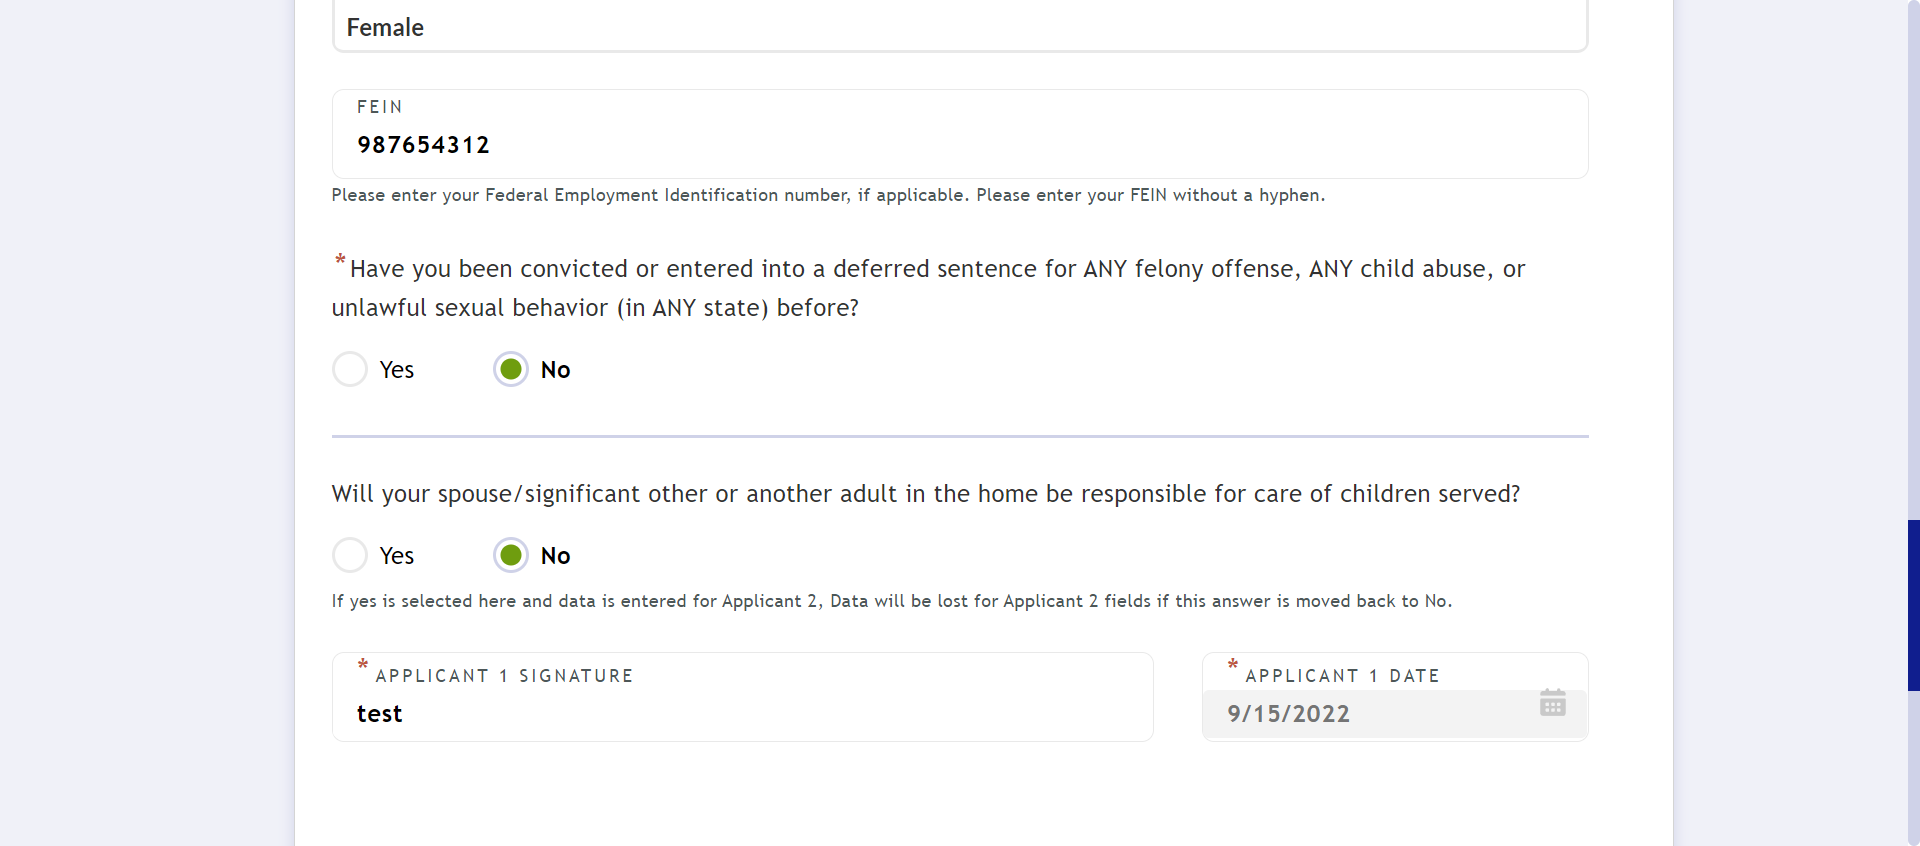 Female
FEIN
987654312
Please enter your Federal Employment Identification number, if applicable. Please enter your FEIN without a hyphen.
*Have you been convicted or entered into a deferred sentence for ANY felony offense, ANY child abuse, or
unlawful sexual behavior (in ANY state) before?
Yes No
Will your spouse/significant other or another adult in the home be responsible for care of children served?
Yes No
If yes is selected here and data is entered for Applicant 2, Data will be lost for Applicant 2 fields if this answer is moved back to No.
*APPLICANT 1 SIGNATURE
test
*APPLICANT 1 DATE
9/15/2022